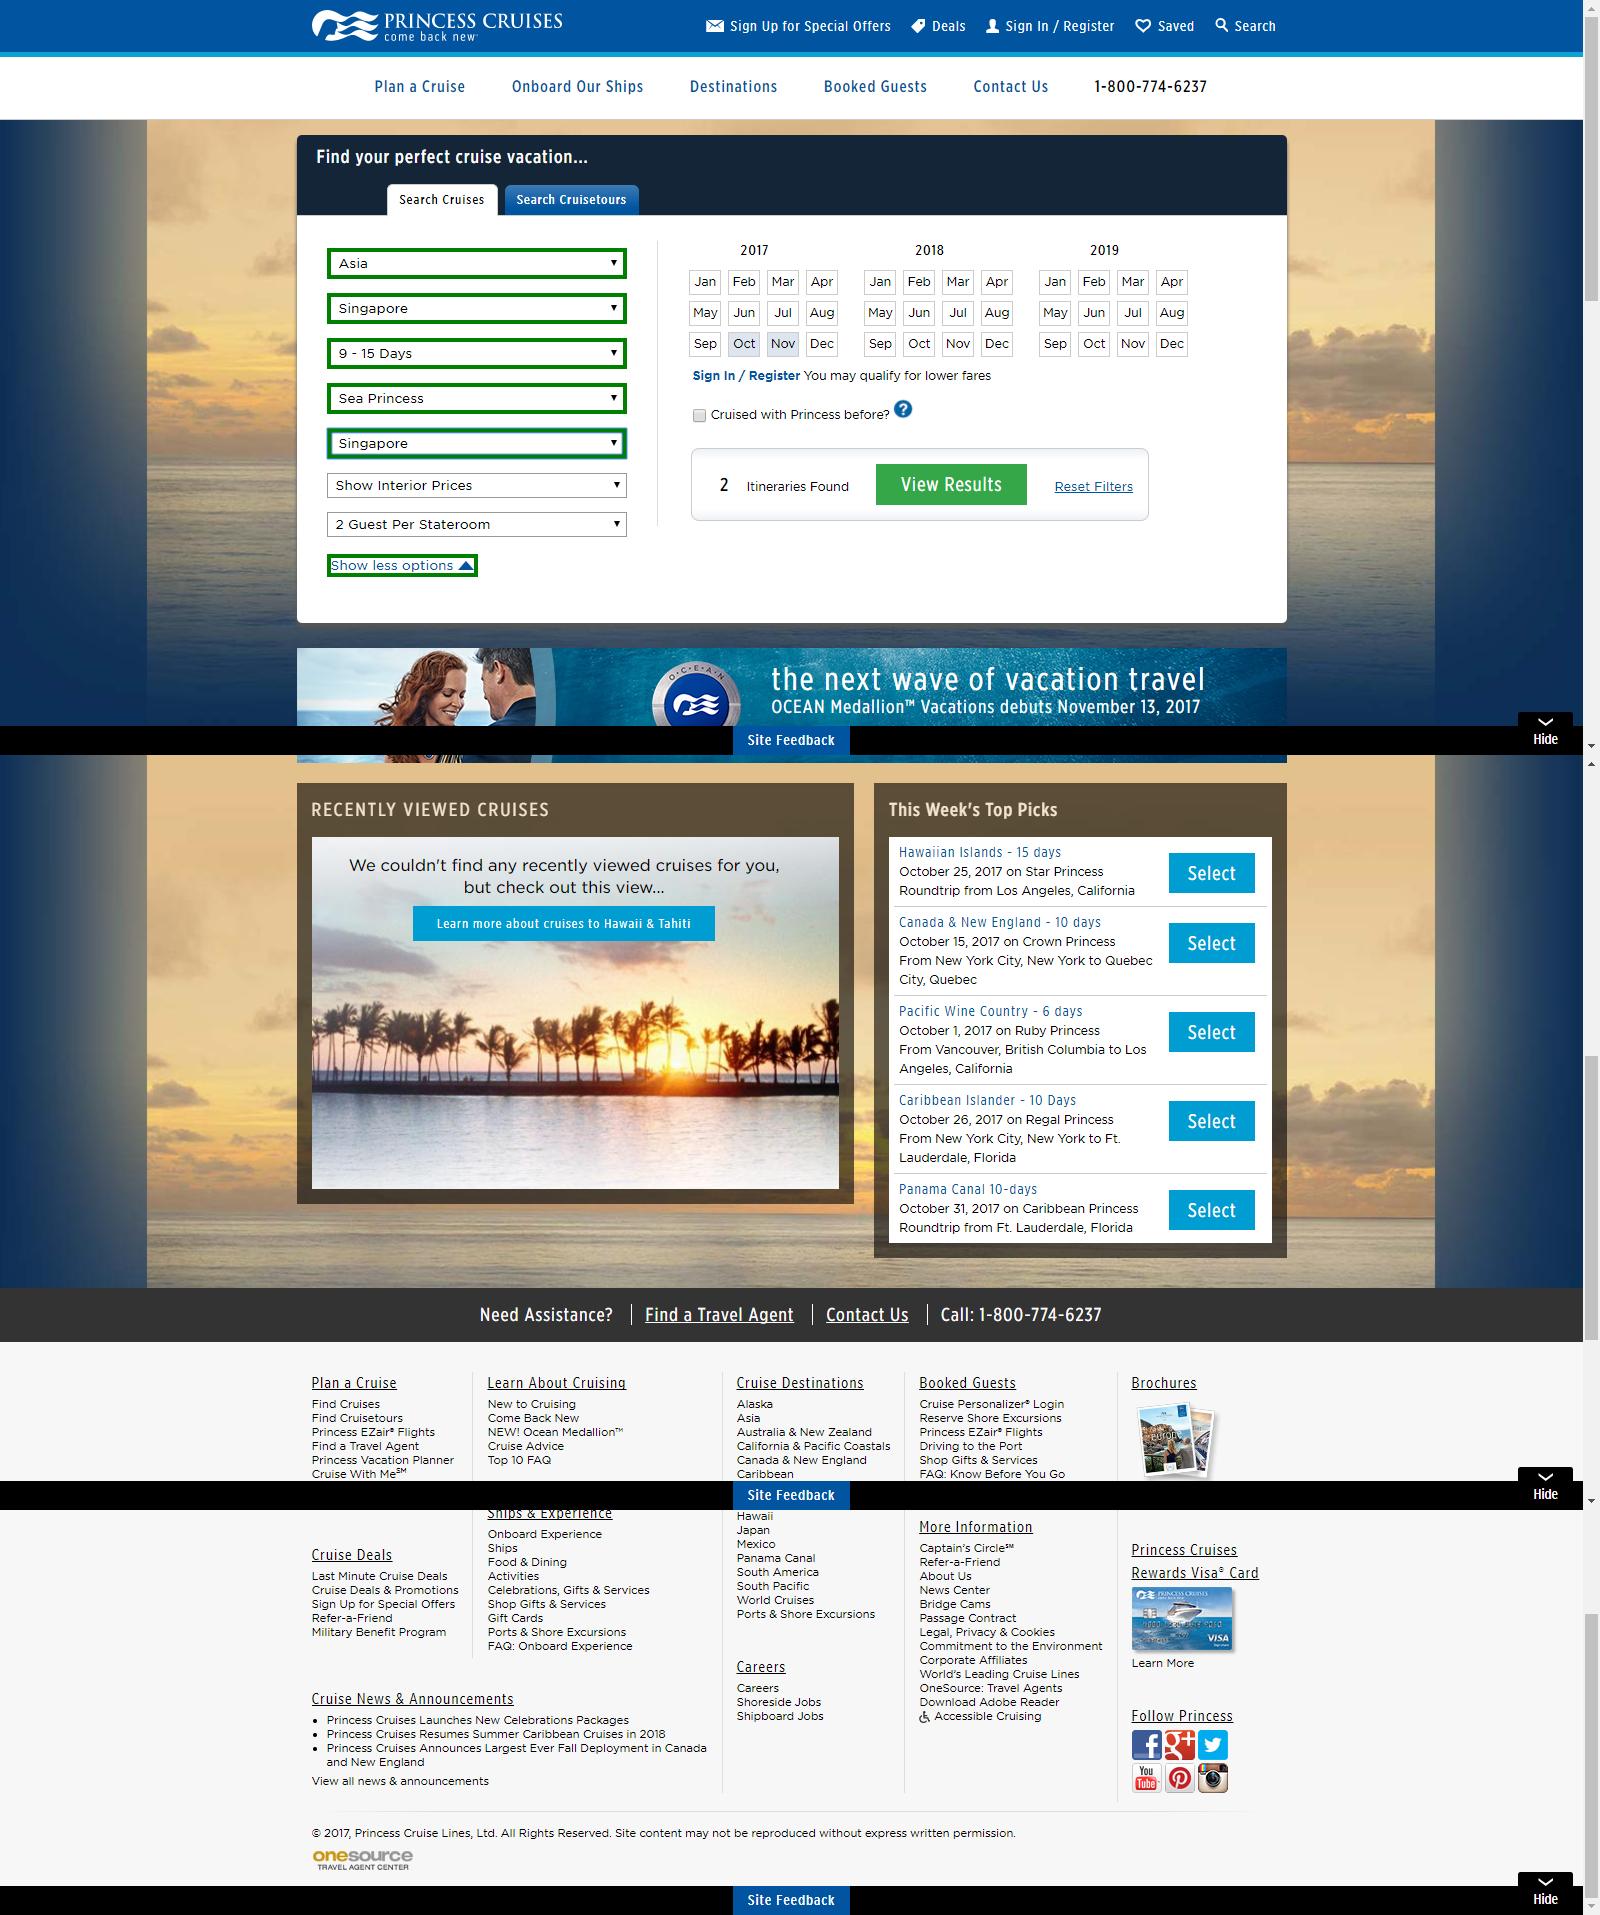 PRINCESS CRUISES
come back new
Sign Up for Special Offers
Deals
Sign In / Register
Saved
Search
Plan a Cruise
Onboard Our Ships
Destinations
Booked Guests
Contact Us
1-800-774-6237
Find your perfect cruise vacation...
Search Cruises
Search Cruisetours
Asia
Singapore
9 - 15 Days
Sea Princess
Singapore
Show Interior Prices
2 Guest Per Stateroom
Show less options
2017
Jan Feb Mar Apr
May Jun Jul Aug
Sep Oct Nov Dec
2018
Jan Feb Mar Apr
May Jun Jul Aug
Sep Oct Nov Dec
2019
Jan Feb Mar Apr
May Jun Jul Aug
Sep Oct Nov Dec
Sign In / Register You may qualify for lower fares
Cruised with Princess before? ?
2 Itineraries Found
View Results
Reset Filters
OCEAN
the next wave of vacation travel
OCEAN Medallion™ Vacations debuts November 13, 2017
Site Feedback
Hide
RECENTLY VIEWED CRUISES
We couldn't find any recently viewed cruises for you,
but check out this view...
Learn more about cruises to Hawaii & Tahiti
This Week's Top Picks
Hawaiian Islands - 15 days
October 25, 2017 on Star Princess
Roundtrip from Los Angeles, California
Select
Canada & New England - 10 days
October 15, 2017 on Crown Princess
From New York City, New York to Quebec
City, Quebec
Select
Pacific Wine Country - 6 days
October 1, 2017 on Ruby Princess
From Vancouver, British Columbia to Los
Angeles, California
Select
Caribbean Islander - 10 Days
October 26, 2017 on Regal Princess
From New York City, New York to Ft.
Lauderdale, Florida
Select
Panama Canal 10-days
October 31, 2017 on Caribbean Princess
Roundtrip from Ft. Lauderdale, Florida
Select
Need Assistance?
Find a Travel Agent
Contact Us
Call: 1-800-774-6237
Plan a Cruise
Find Cruises
Find Cruisetours
Princess EZair® Flights
Find a Travel Agent
Princess Vacation Planner
Cruise With Me℠
Learn About Cruising
New to Cruising
Come Back New
NEW! Ocean Medallion™
Cruise Advice
Top 10 FAQ
Cruise Destinations
Alaska
Asia
Australia & New Zealand
California & Pacific Coastals
Canada & New England
Caribbean
Booked Guests
Cruise Personalizer® Login
Reserve Shore Excursions
Princess EZair® Flights
Driving to the Port
Shop Gifts & Services
FAQ: Know Before You Go
Brochures
Europe
Site Feedback
Hide
Cruise Deals
Last Minute Cruise Deals
Cruise Deals & Promotions
Sign Up for Special Offers
Refer-a-Friend
Military Benefit Program
Ships & Experience
Onboard Experience
Ships
Food & Dining
Activities
Celebrations, Gifts & Services
Shop Gifts & Services
Gift Cards
Ports & Shore Excursions
FAQ: Onboard Experience
Hawaii
Japan
Mexico
Panama Canal
South America
South Pacific
World Cruises
Ports & Shore Excursions
Careers
Careers
Shoreside Jobs
Shipboard Jobs
More Information
Captain's Circle℠
Refer-a-Friend
About Us
News Center
Bridge Cams
Passage Contract
Legal, Privacy & Cookies
Commitment to the Environment
Corporate Affiliates
World's Leading Cruise Lines
OneSource: Travel Agents
Download Adobe Reader
Accessible Cruising
Princess Cruises
Rewards Visa® Card
PRINCESS CRUISES
VISA
Learn More
Follow Princess
You
Tube
Cruise News & Announcements
• Princess Cruises Launches New Celebrations Packages
• Princess Cruises Resumes Summer Caribbean Cruises in 2018
• Princess Cruises Announces Largest Ever Fall Deployment in Canada
and New England
View all news & announcements
© 2017, Princess Cruise Lines, Ltd. All Rights Reserved. Site content may not be reproduced without express written permission.
onesource
TRAVEL AGENT CENTER
Site Feedback
Hide